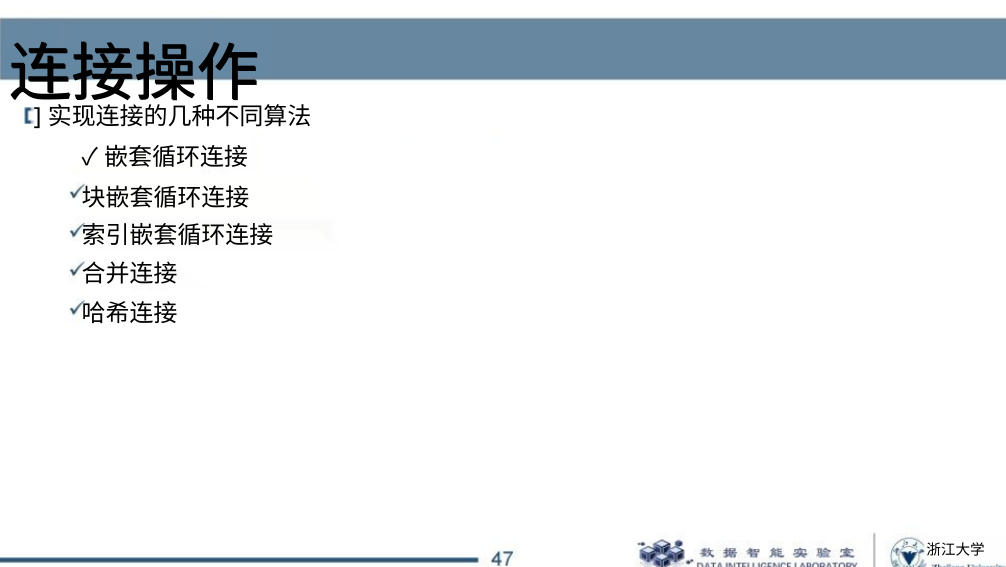 连接操作
[] 实现连接的几种不同算法
✓ 嵌套循环连接
✓块嵌套循环连接
✓索引嵌套循环连接
✓合并连接
✓哈希连接
47
数据智能实验室
DATA INTELLIGENCE LABORATORY
浙江大学
Zhejiang University